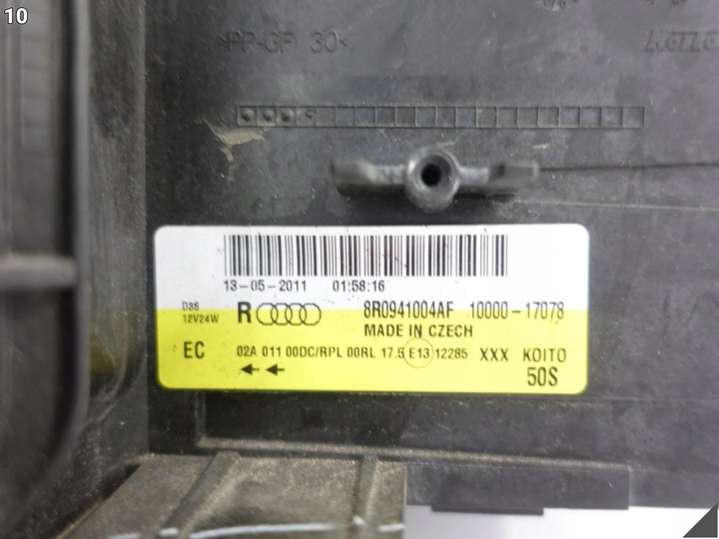 10
>PP-GF 30<
13-05-2011 01:58:16
D3S
12V24W
R 8R0941004AF 10000-17078
MADE IN CZECH
EC 02A 011 00DC/RPL 00RL 17.5 E13 12285 XXX KOITO
50S